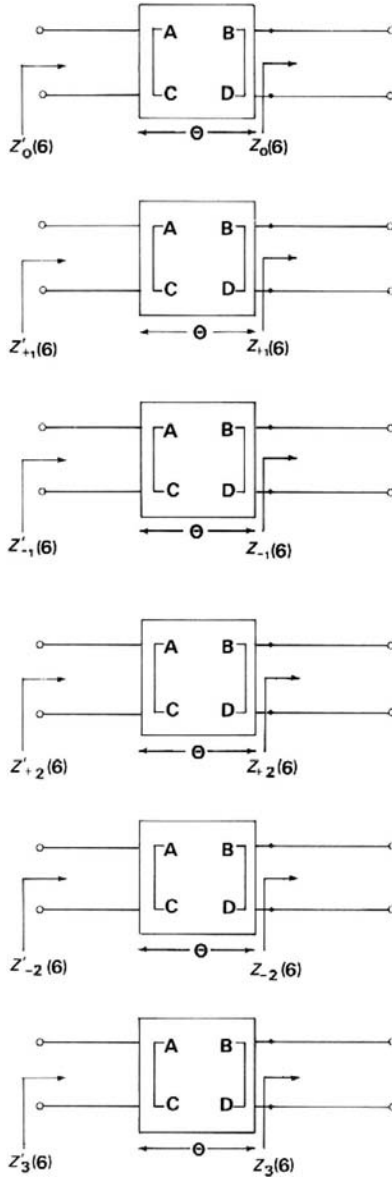 A B
C D
Θ
Z'₀(6) Z₀(6)
A B
C D
Θ
Z'₊₁(6) Z₊₁(6)
A B
C D
Θ
Z'₋₁(6) Z₋₁(6)
A B
C D
Θ
Z'₊₂(6) Z₊₂(6)
A B
C D
Θ
Z'₋₂(6) Z₋₂(6)
A B
C D
Θ
Z'₃(6) Z₃(6)